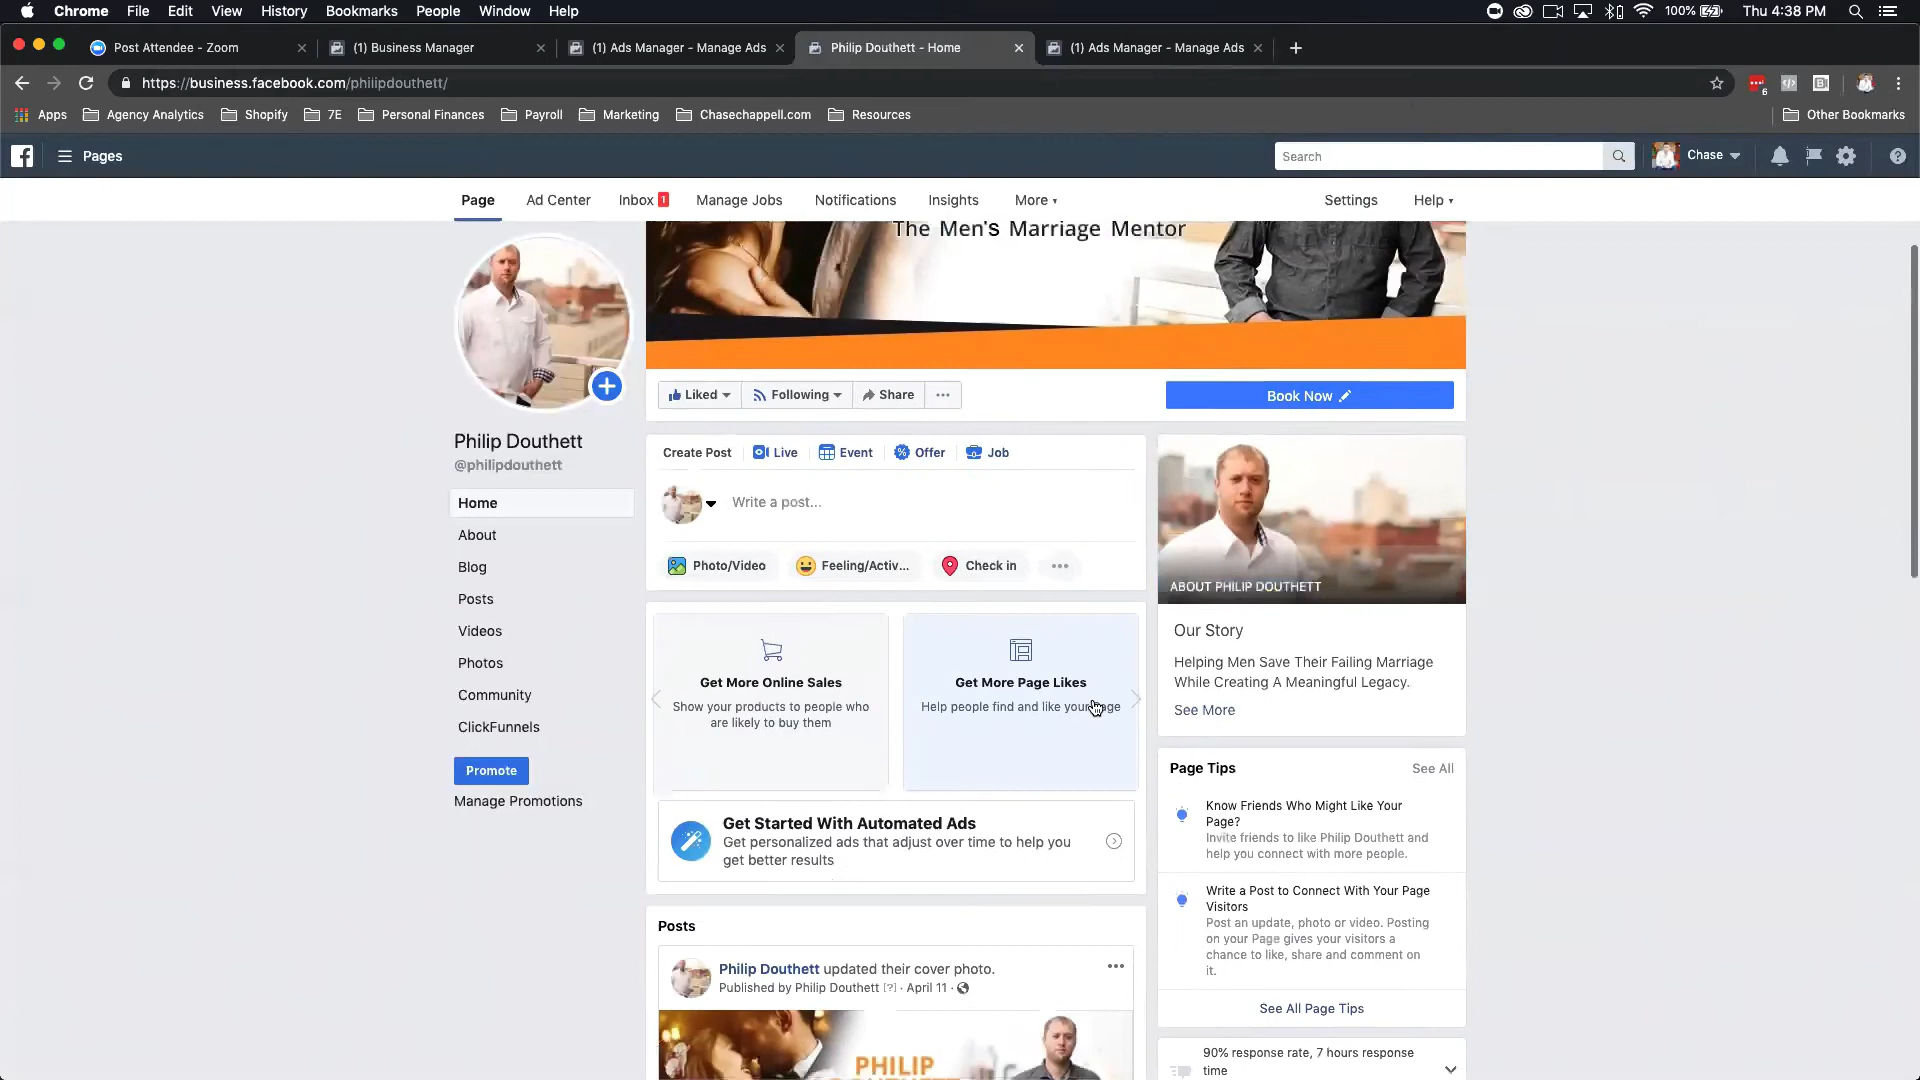 Chrome File Edit View History Bookmarks People Window Help 100% Thu 4:38 PM
Post Attendee - Zoom (1) Business Manager (1) Ads Manager - Manage Ads Philip Douthett - Home (1) Ads Manager - Manage Ads
https://business.facebook.com/philipdouthett/
6
Apps Agency Analytics Shopify 7E Personal Finances Payroll Marketing Chasechappell.com Resources Other Bookmarks
Pages Search Chase
Page Ad Center Inbox 1 Manage Jobs Notifications Insights More Settings Help
The Men's Marriage Mentor
Liked Following Share ... Book Now
Philip Douthett
@philipdouthett
Home
About
Blog
Posts
Videos
Photos
Community
ClickFunnels
Promote
Manage Promotions
Create Post Live Event Offer Job
Write a post...
Photo/Video Feeling/Activ... Check in ...
Get More Online Sales
Show your products to people who
are likely to buy them
Get More Page Likes
Help people find and like your
Get Started With Automated Ads
Get personalized ads that adjust over time to help you
get better results
Posts
Philip Douthett updated their cover photo.
Published by Philip Douthett [?] · April 11 ·
PHILIP
ABOUT PHILIP DOUTHETT
Our Story
Helping Men Save Their Failing Marriage
While Creating A Meaningful Legacy.
See More
Page Tips See All
Know Friends Who Might Like Your
Page?
Invite friends to like Philip Douthett and
help you connect with more people.
Write a Post to Connect With Your Page
Visitors
Post an update, photo or video. Posting
on your Page gives your visitors a
chance to like, share and comment on
it.
See All Page Tips
90% response rate, 7 hours response
time